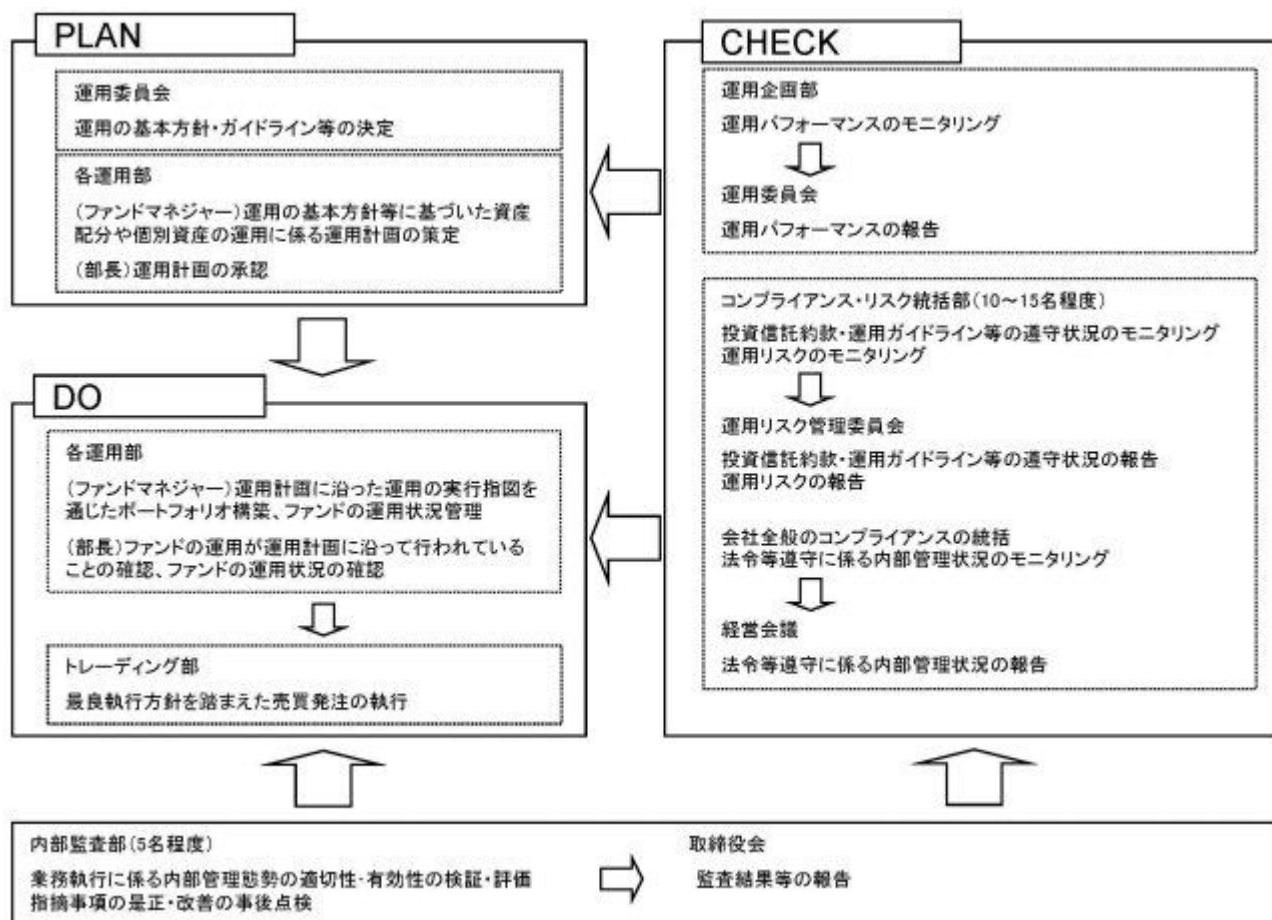 PLAN
運用委員会
運用の基本方針・ガイドライン等の決定
各運用部
(ファンドマネジャー)運用の基本方針等に基づいた資産
配分や個別資産の運用に係る運用計画の策定
(部長)運用計画の承認
DO
各運用部
(ファンドマネジャー)運用計画に沿った運用の実行指図を
通じたポートフォリオ構築、ファンドの運用状況管理
(部長)ファンドの運用が運用計画に沿って行われている
ことの確認、ファンドの運用状況の確認
トレーディング部
最良執行方針を踏まえた売買発注の執行
CHECK
運用企画部
運用パフォーマンスのモニタリング
運用委員会
運用パフォーマンスの報告
コンプライアンス・リスク統括部(10～15名程度)
投資信託約款・運用ガイドライン等の遵守状況のモニタリング
運用リスクのモニタリング
運用リスク管理委員会
投資信託約款・運用ガイドライン等の遵守状況の報告
運用リスクの報告
会社全般のコンプライアンスの統括
法令等遵守に係る内部管理状況のモニタリング
経営会議
法令等遵守に係る内部管理状況の報告
内部監査部(5名程度)
業務執行に係る内部管理態勢の適切性・有効性の検証・評価
指摘事項の是正・改善の事後点検
取締役会
監査結果等の報告